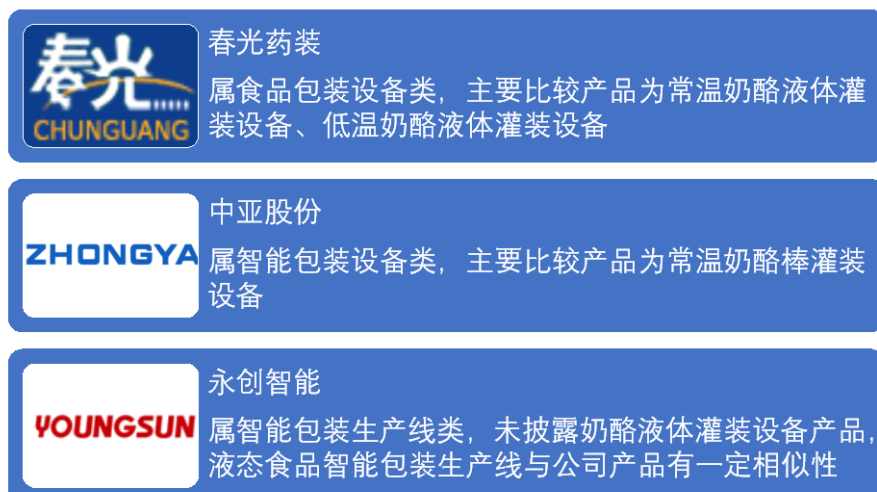 春光
CHUNGUANG
春光药装
属食品包装设备类，主要比较产品为常温奶酪液体灌
装设备、低温奶酪液体灌装设备
ZHONGYA
中亚股份
属智能包装设备类，主要比较产品为常温奶酪棒灌装
设备
YOUNGSUN
永创智能
属智能包装生产线类，未披露奶酪液体灌装设备产品，
液态食品智能包装生产线与公司产品有一定相似性